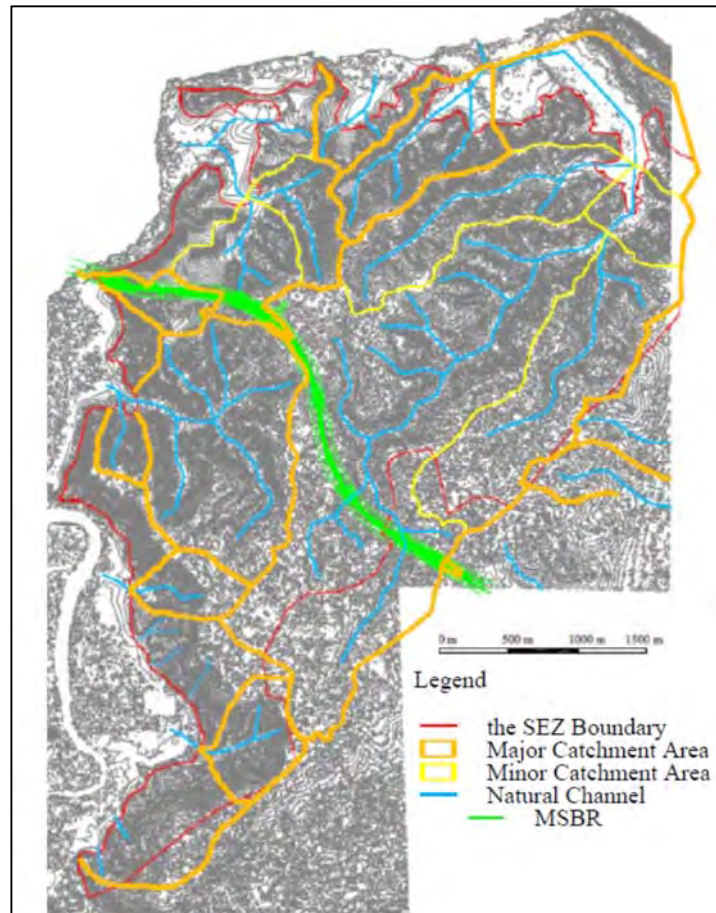 0 m 500 m 1000 m 1500 m
Legend
the SEZ Boundary
Major Catchment Area
Minor Catchment Area
Natural Channel
MSBR